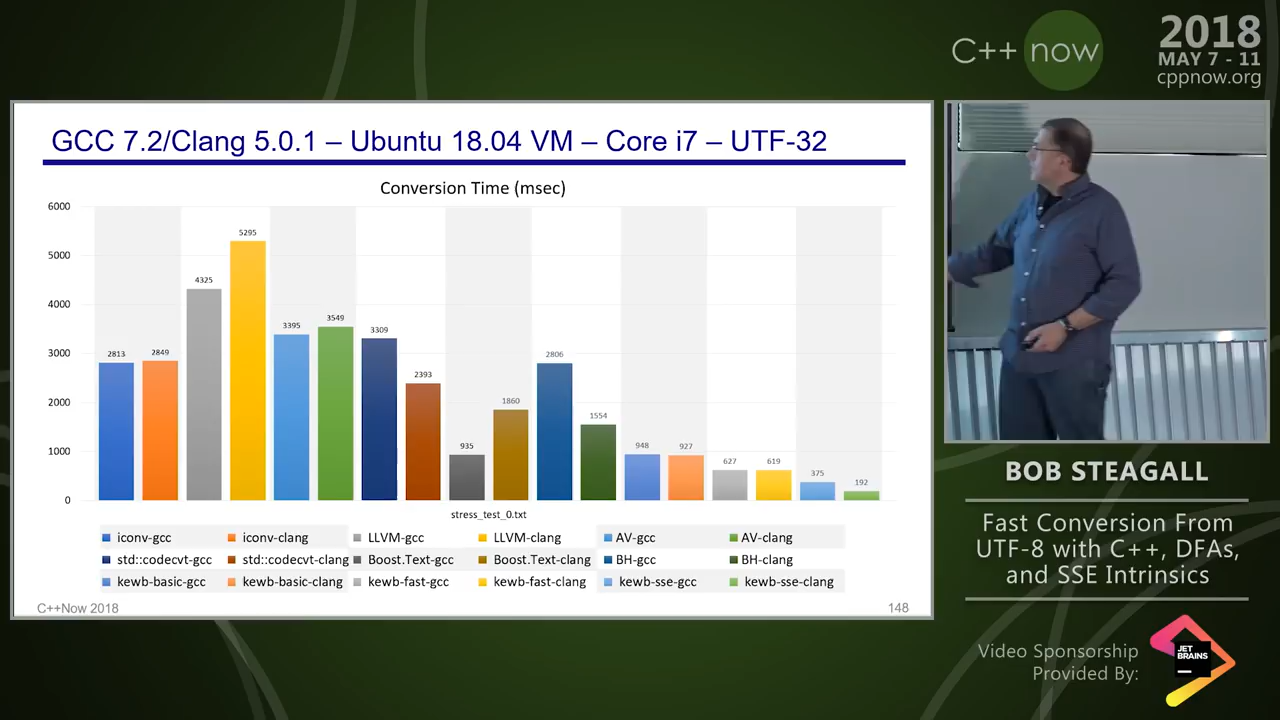 C++ now
2018
MAY 7 - 11
cppnow.org
GCC 7.2/Clang 5.0.1 – Ubuntu 18.04 VM – Core i7 – UTF-32
Conversion Time (msec)
6000
5000
4000
3000
2000
1000
0
2813
2849
4325
5295
3395
3549
3309
2393
935
1860
2806
1554
948
927
627
619
375
192
stress_test_0.txt
iconv-gcc iconv-clang LLVM-gcc LLVM-clang AV-gcc AV-clang
std::codecvt-gcc std::codecvt-clang Boost.Text-gcc Boost.Text-clang BH-gcc BH-clang
kewb-basic-gcc kewb-basic-clang kewb-fast-gcc kewb-fast-clang kewb-sse-gcc kewb-sse-clang
C++Now 2018 148
BOB STEAGALL
Fast Conversion From
UTF-8 with C++, DFAs,
and SSE Intrinsics
Video Sponsorship
Provided By:
JET
BRAINS